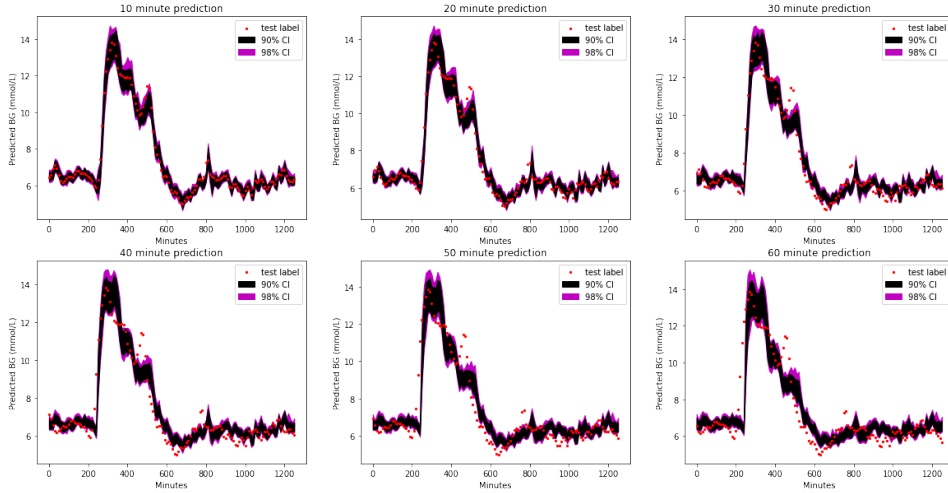 10 minute prediction
Predicted BG (mmol/L)
14
12
10
8
6
0 200 400 600 800 1000 1200
Minutes
test label
90% CI
98% CI
20 minute prediction
Predicted BG (mmol/L)
14
12
10
8
6
0 200 400 600 800 1000 1200
Minutes
test label
90% CI
98% CI
30 minute prediction
Predicted BG (mmol/L)
14
12
10
8
6
0 200 400 600 800 1000 1200
Minutes
test label
90% CI
98% CI
40 minute prediction
Predicted BG (mmol/L)
14
12
10
8
6
0 200 400 600 800 1000 1200
Minutes
test label
90% CI
98% CI
50 minute prediction
Predicted BG (mmol/L)
14
12
10
8
6
0 200 400 600 800 1000 1200
Minutes
test label
90% CI
98% CI
60 minute prediction
Predicted BG (mmol/L)
14
12
10
8
6
0 200 400 600 800 1000 1200
Minutes
test label
90% CI
98% CI